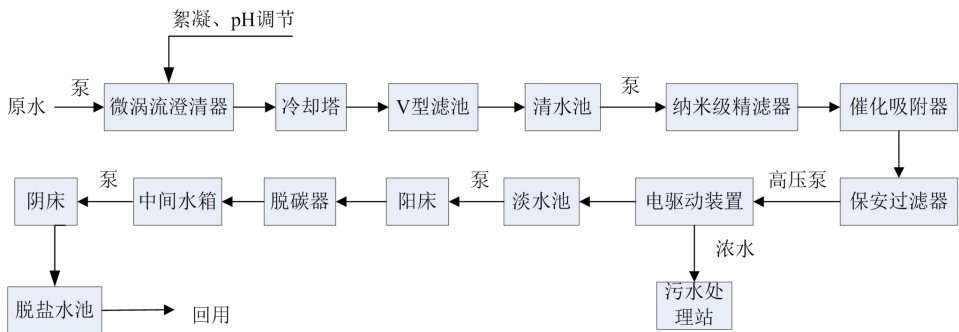 絮凝、pH调节
泵
泵
原水
微涡流澄清器
冷却塔
V型滤池
清水池
纳米级精滤器
催化吸附器
高压泵
泵
泵
阴床
中间水箱
脱碳器
阳床
淡水池
电驱动装置
保安过滤器
浓水
脱盐水池
回用
污水处
理站